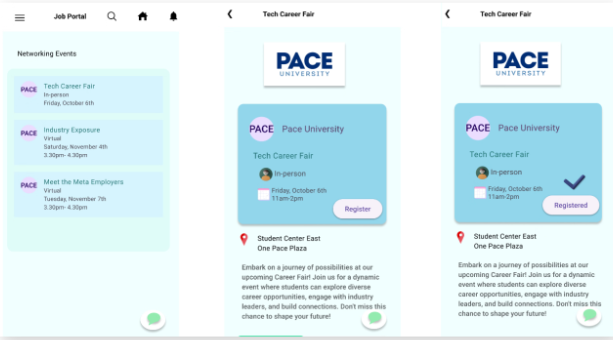 Job Portal
Networking Events
PACE
Tech Career Fair
In-person
Friday, October 6th
PACE
Industry Exposure
Virtual
Saturday, November 4th
3.30pm- 4.30pm
PACE
Meet the Meta Employers
Virtual
Tuesday, November 7th
3.30pm- 4.30pm
Tech Career Fair
PACE
UNIVERSITY
PACE
Pace University
Tech Career Fair
In-person
Friday, October 6th
11am-2pm
Register
Student Center East
One Pace Plaza
Embark on a journey of possibilities at our
upcoming Career Fair! Join us for a dynamic
event where students can explore diverse
career opportunities, engage with industry
leaders, and build connections. Don't miss this
chance to shape your future!
Tech Career Fair
PACE
UNIVERSITY
PACE
Pace University
Tech Career Fair
In-person
Friday, October 6th
11am-2pm
Registered
Student Center East
One Pace Plaza
Embark on a journey of possibilities at our
upcoming Career Fair! Join us for a dynamic
event where students can explore diverse
career opportunities, engage with industry
leaders, and build connections. Don't miss this
chance to shape your future!